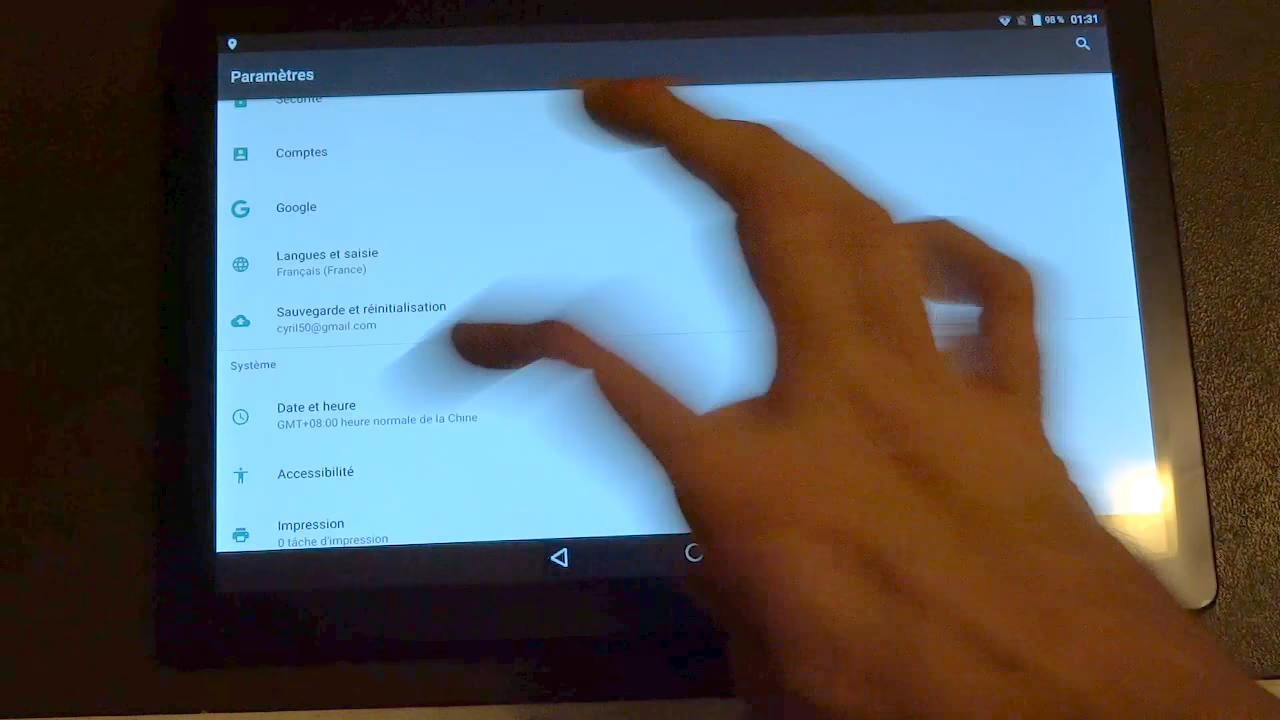 98 % 01:31
Paramètres
Sécurité
Comptes
Google
Langues et saisie
Français (France)
Sauvegarde et réinitialisation
cyril50@gmail.com
Système
Date et heure
GMT+08:00 heure normale de la Chine
Accessibilité
Impression
0 tâche d'impression